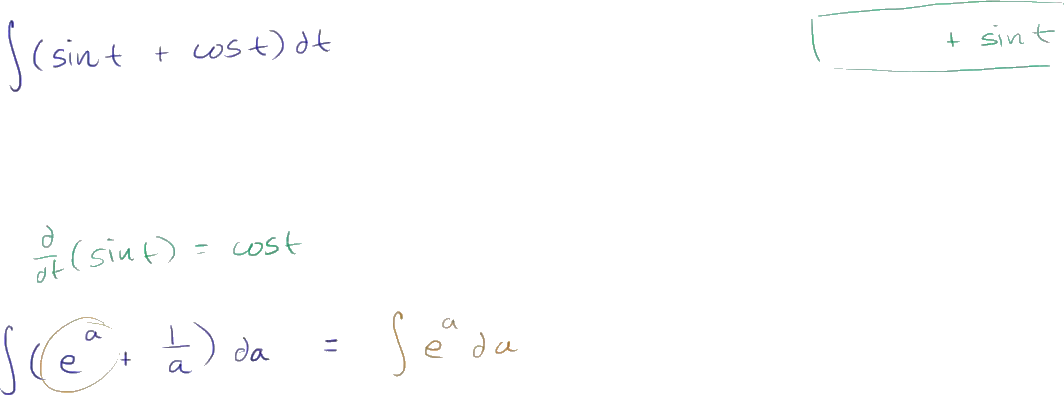 ∫(sin t + cos t) dt
+ sin t
d/dt (sin t) = cos t
∫(e^a + 1/a) da = ∫ e^a da